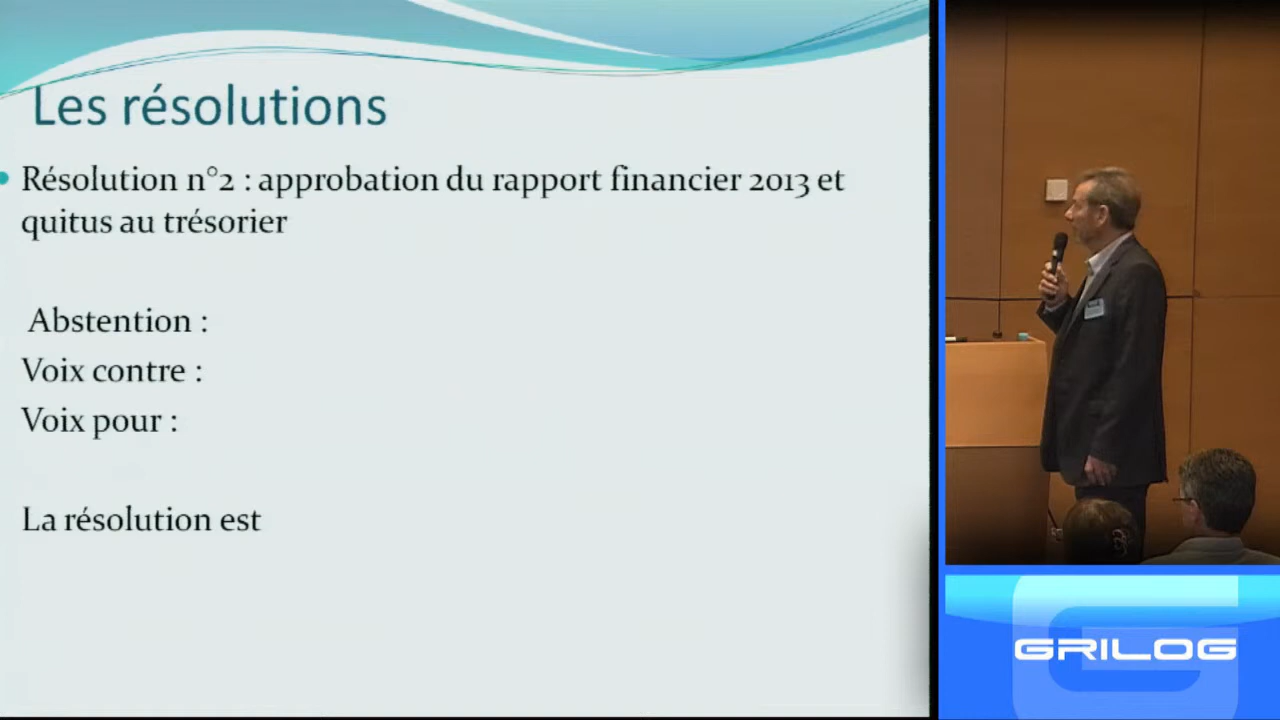 Les résolutions
• Résolution n°2 : approbation du rapport financier 2013 et
quitus au trésorier
Abstention :
Voix contre :
Voix pour :
La résolution est
GRILOG